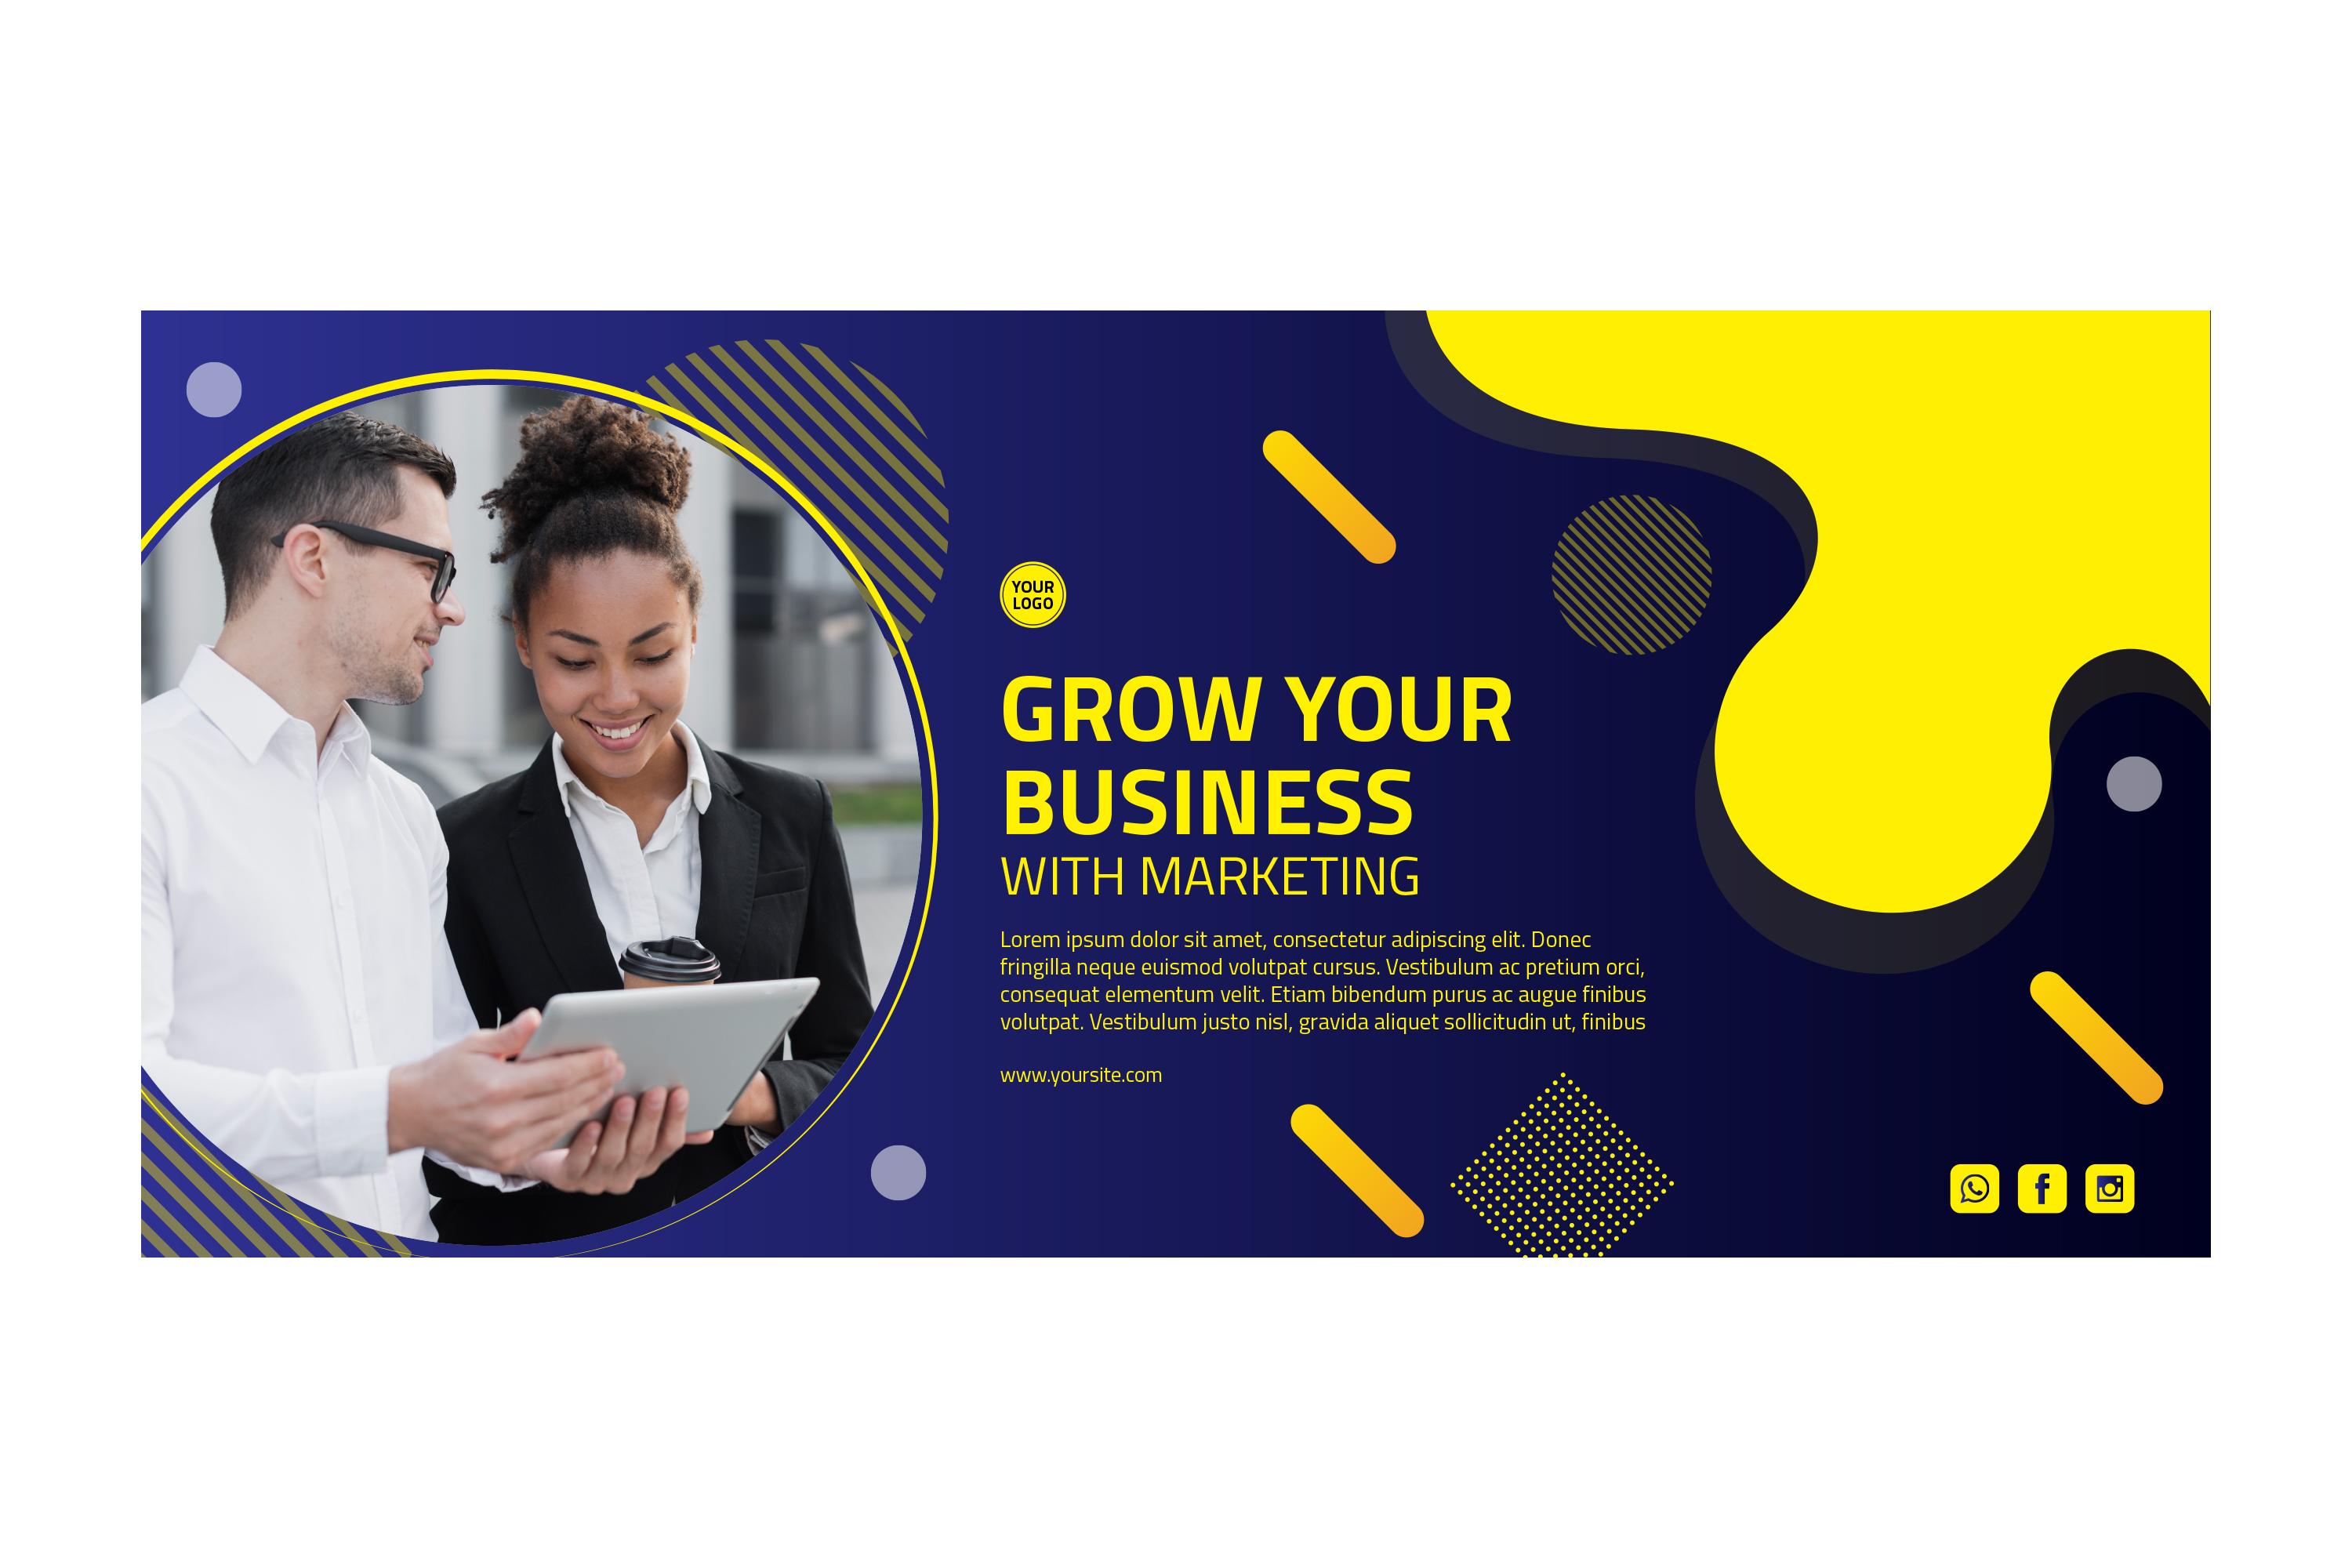 YOUR
LOGO
GROW YOUR
BUSINESS
WITH MARKETING
Lorem ipsum dolor sit amet, consectetur adipiscing elit. Donec
fringilla neque euismod volutpat cursus. Vestibulum ac pretium orci,
consequat elementum velit. Etiam bibendum purus ac augue finibus
volutpat. Vestibulum justo nisl, gravida aliquet sollicitudin ut, finibus
www.yoursite.com